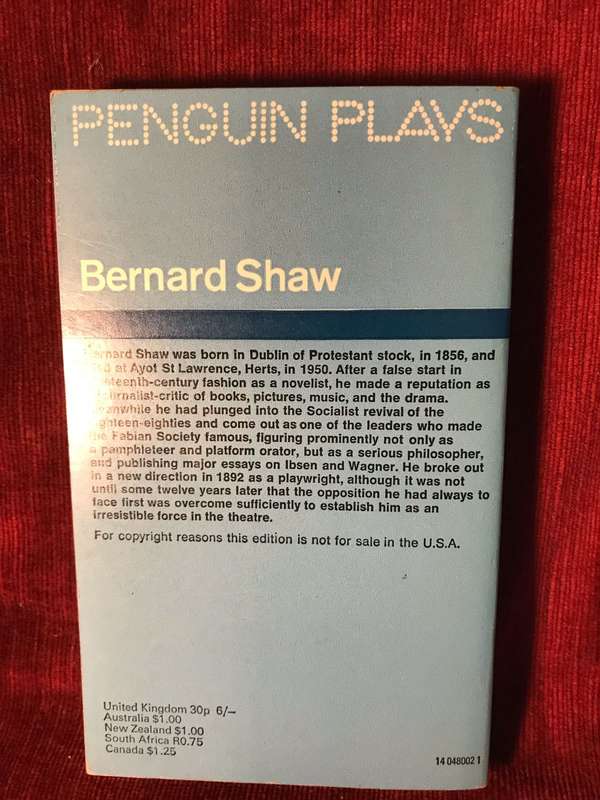 PENGUIN PLAYS
Bernard Shaw
Bernard Shaw was born in Dublin of Protestant stock, in 1856, and
died at Ayot St Lawrence, Herts, in 1950. After a false start in
nineteenth-century fashion as a novelist, he made a reputation as
a journalist-critic of books, pictures, music, and the drama.
Meanwhile he had plunged into the Socialist revival of the
eighteen-eighties and come out as one of the leaders who made
the Fabian Society famous, figuring prominently not only as
a pamphleteer and platform orator, but as a serious philosopher,
and publishing major essays on Ibsen and Wagner. He broke out
in a new direction in 1892 as a playwright, although it was not
until some twelve years later that the opposition he had always to
face first was overcome sufficiently to establish him as an
irresistible force in the theatre.
For copyright reasons this edition is not for sale in the U.S.A.
United Kingdom 30p 6/–
Australia $1.00
New Zealand $1.00
South Africa R0.75
Canada $1.25
14 048002 1